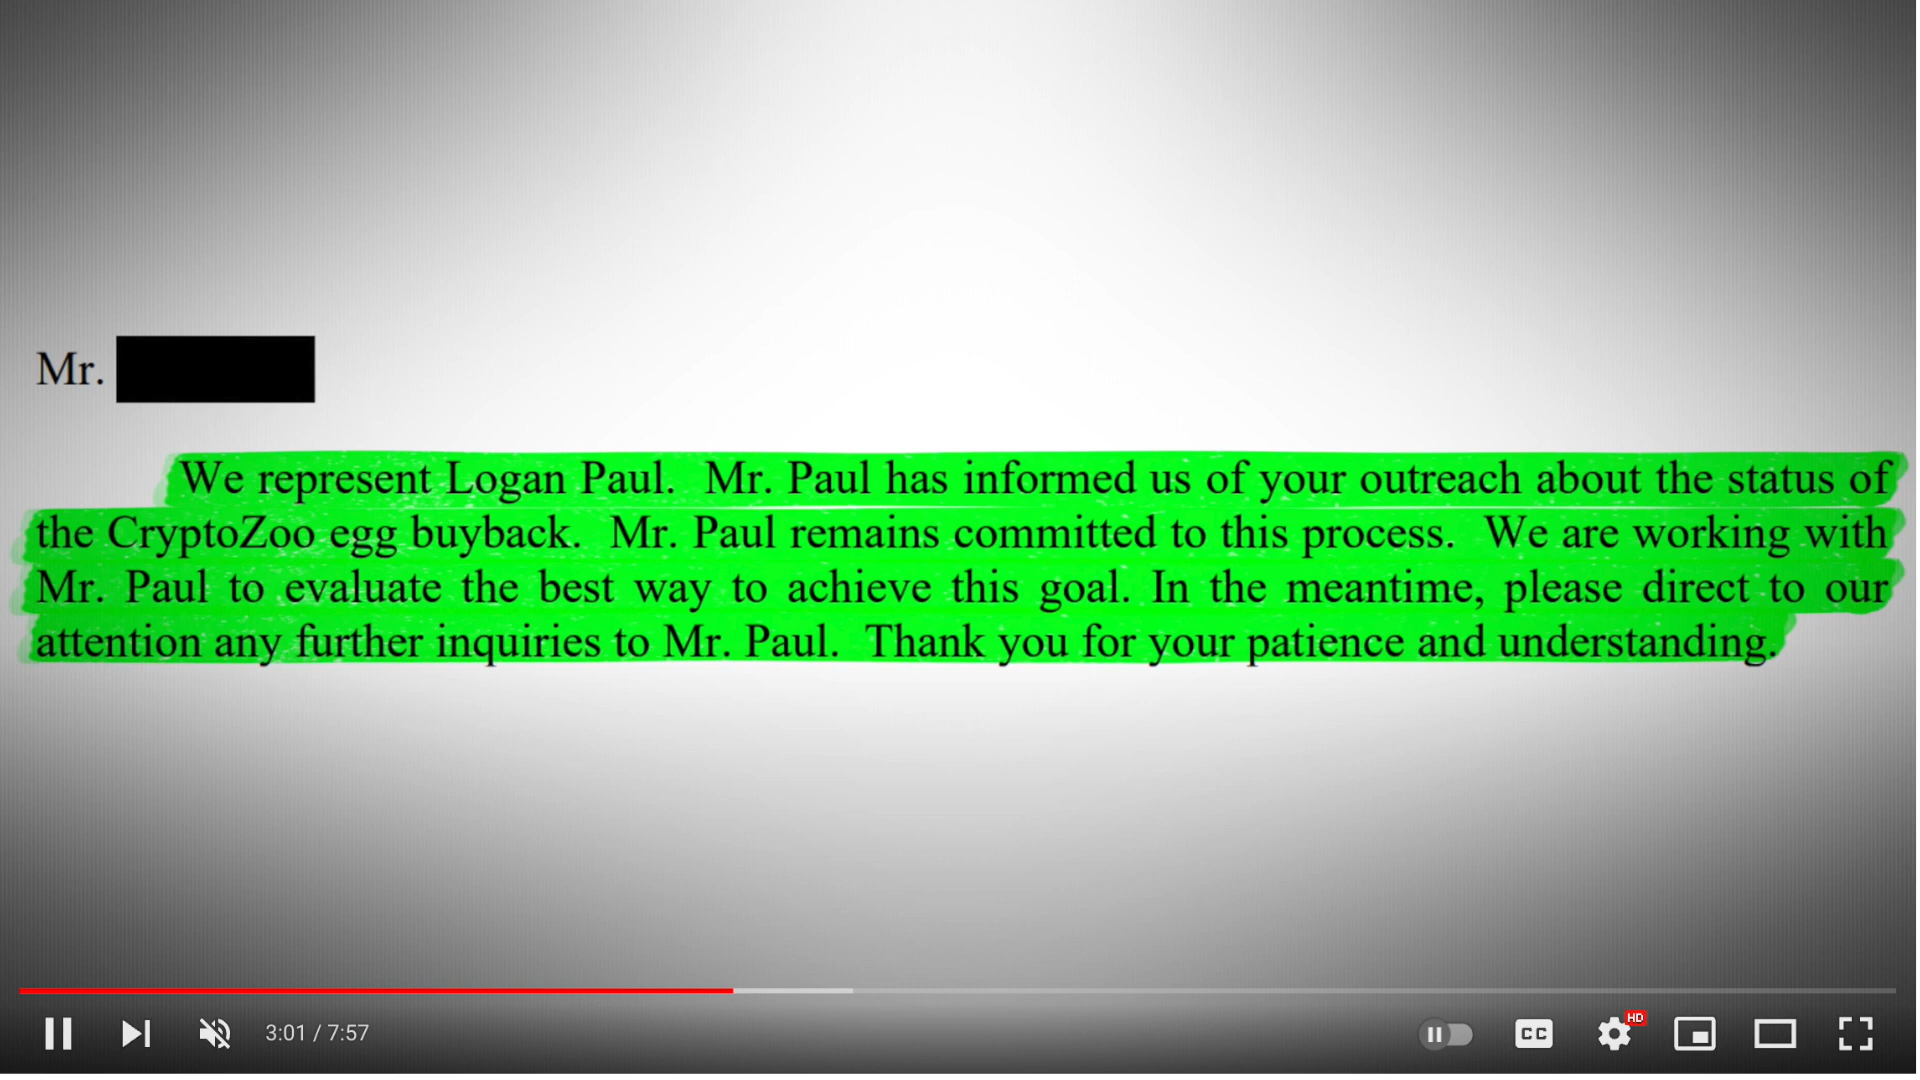 Mr.
We represent Logan Paul.  Mr. Paul has informed us of your outreach about the status of
the CryptoZoo egg buyback.  Mr. Paul remains committed to this process.  We are working with
Mr. Paul to evaluate the best way to achieve this goal. In the meantime, please direct to our
attention any further inquiries to Mr. Paul.  Thank you for your patience and understanding.
3:01 / 7:57
CC
HD